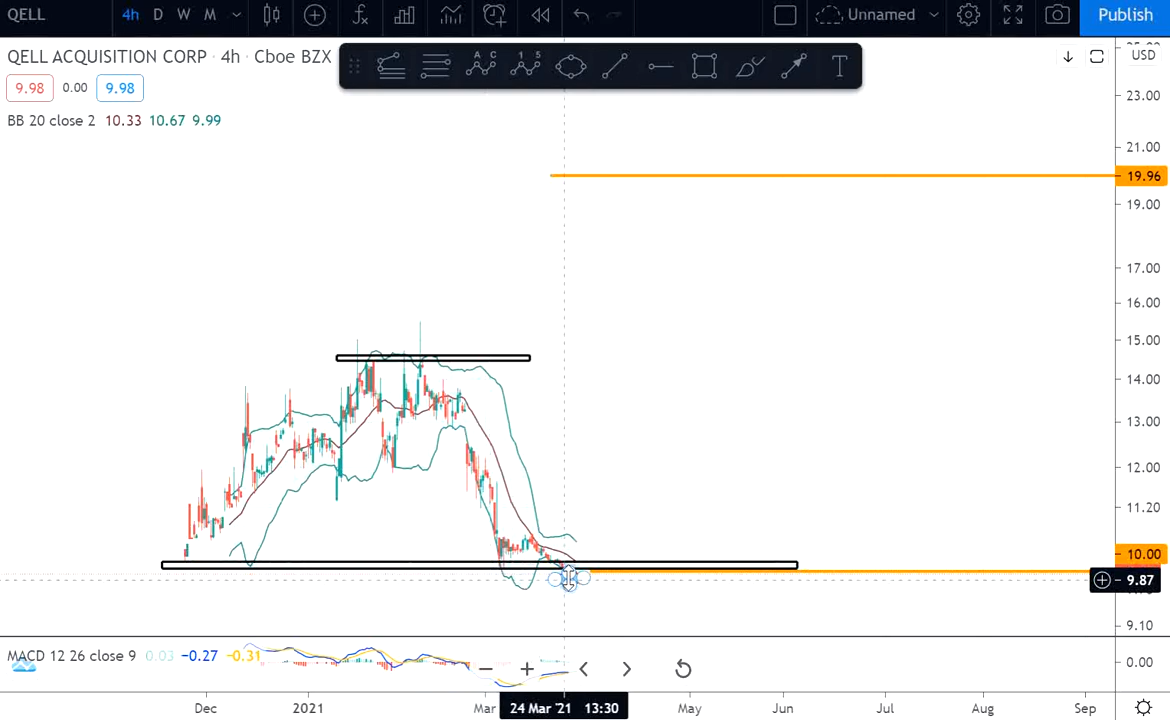 QELL 4h D W M Unnamed Publish
QELL ACQUISITION CORP · 4h · Cboe BZX
A C 1 5
T
USD
9.98 0.00 9.98
BB 20 close 2 10.33 10.67 9.99
23.00
21.00
19.96
19.00
17.00
16.00
15.00
14.00
13.00
12.00
11.20
10.00
9.87
9.10
MACD 12 26 close 9 0.03 −0.27 −0.31
0.00
Dec 2021 Mar 24 Mar '21 13:30 May Jun Jul Aug Sep